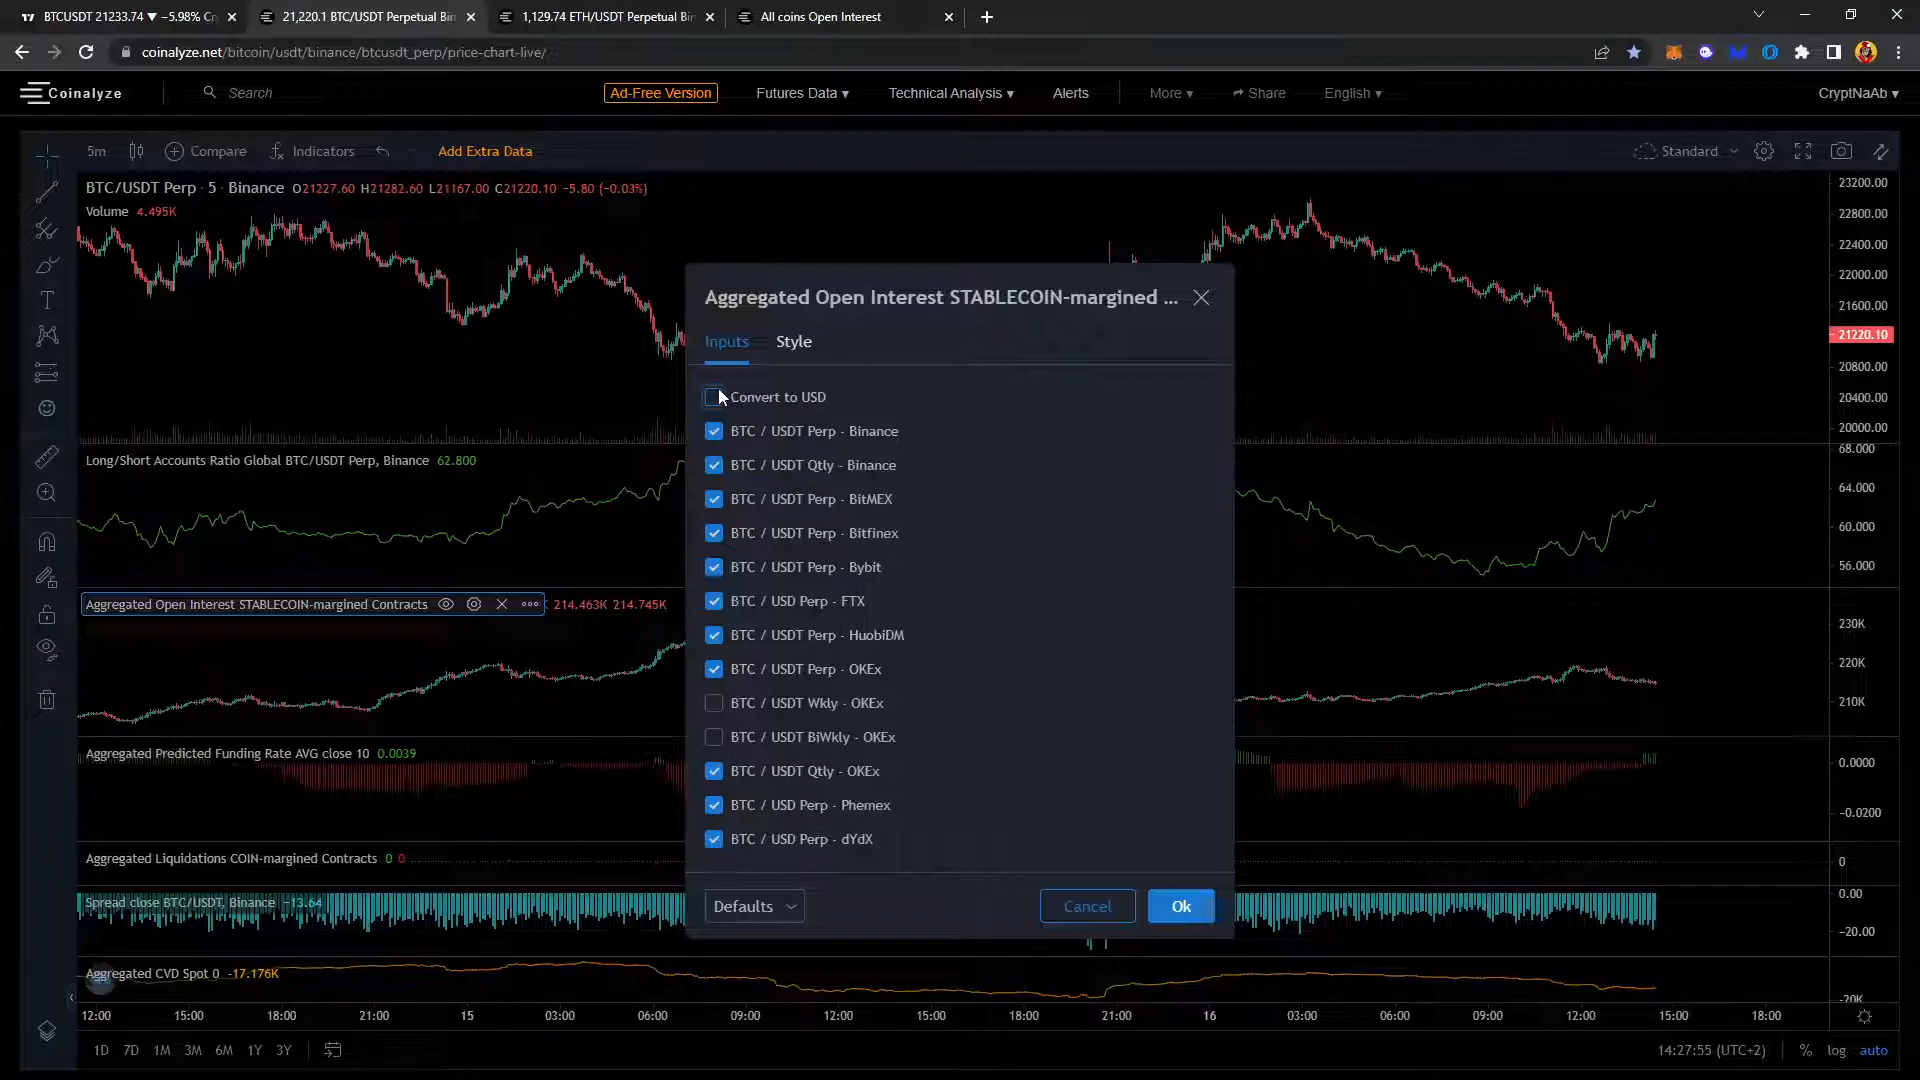 BTCUSDT 21233.74 ▼ −5.98% Cr
21,220.1 BTC/USDT Perpetual Bin
1,129.74 ETH/USDT Perpetual Bin
All coins Open Interest
coinalyze.net/bitcoin/usdt/binance/btcusdt_perp/price-chart-live/
Coinalyze
Search
Ad-Free Version
Futures Data ▾
Technical Analysis ▾
Alerts
More ▾
Share
English ▾
CryptNaAb ▾
5m
Compare
Indicators
Add Extra Data
Standard
BTC/USDT Perp · 5 · Binance O21227.60 H21282.60 L21167.00 C21220.10 −5.80 (−0.03%)
Volume 4.495K
23200.00
22800.00
22400.00
22000.00
21600.00
21220.10
20800.00
20400.00
20000.00
Long/Short Accounts Ratio Global BTC/USDT Perp, Binance 62.800
68.000
64.000
60.000
56.000
Aggregated Open Interest STABLECOIN-margined Contracts 214.463K 214.745K
230K
220K
210K
Aggregated Predicted Funding Rate AVG close 10 0.0039
0.0000
−0.0200
Aggregated Liquidations COIN-margined Contracts 0 0
0
Spread close BTC/USDT, Binance −13.64
0.00
−20.00
Aggregated CVD Spot 0 -17.176K
−20K
Aggregated Open Interest STABLECOIN-margined ...
Inputs
Style
Convert to USD
BTC / USDT Perp - Binance
BTC / USDT Qtly - Binance
BTC / USDT Perp - BitMEX
BTC / USDT Perp - Bitfinex
BTC / USDT Perp - Bybit
BTC / USD Perp - FTX
BTC / USDT Perp - HuobiDM
BTC / USDT Perp - OKEx
BTC / USDT Wkly - OKEx
BTC / USDT BiWkly - OKEx
BTC / USDT Qtly - OKEx
BTC / USD Perp - Phemex
BTC / USD Perp - dYdX
Defaults
Cancel
Ok
12:00 15:00 18:00 21:00 15 03:00 06:00 09:00 12:00 15:00 18:00 21:00 16 03:00 06:00 09:00 12:00 15:00 18:00
1D 7D 1M 3M 6M 1Y 3Y
14:27:55 (UTC+2)
%
log
auto